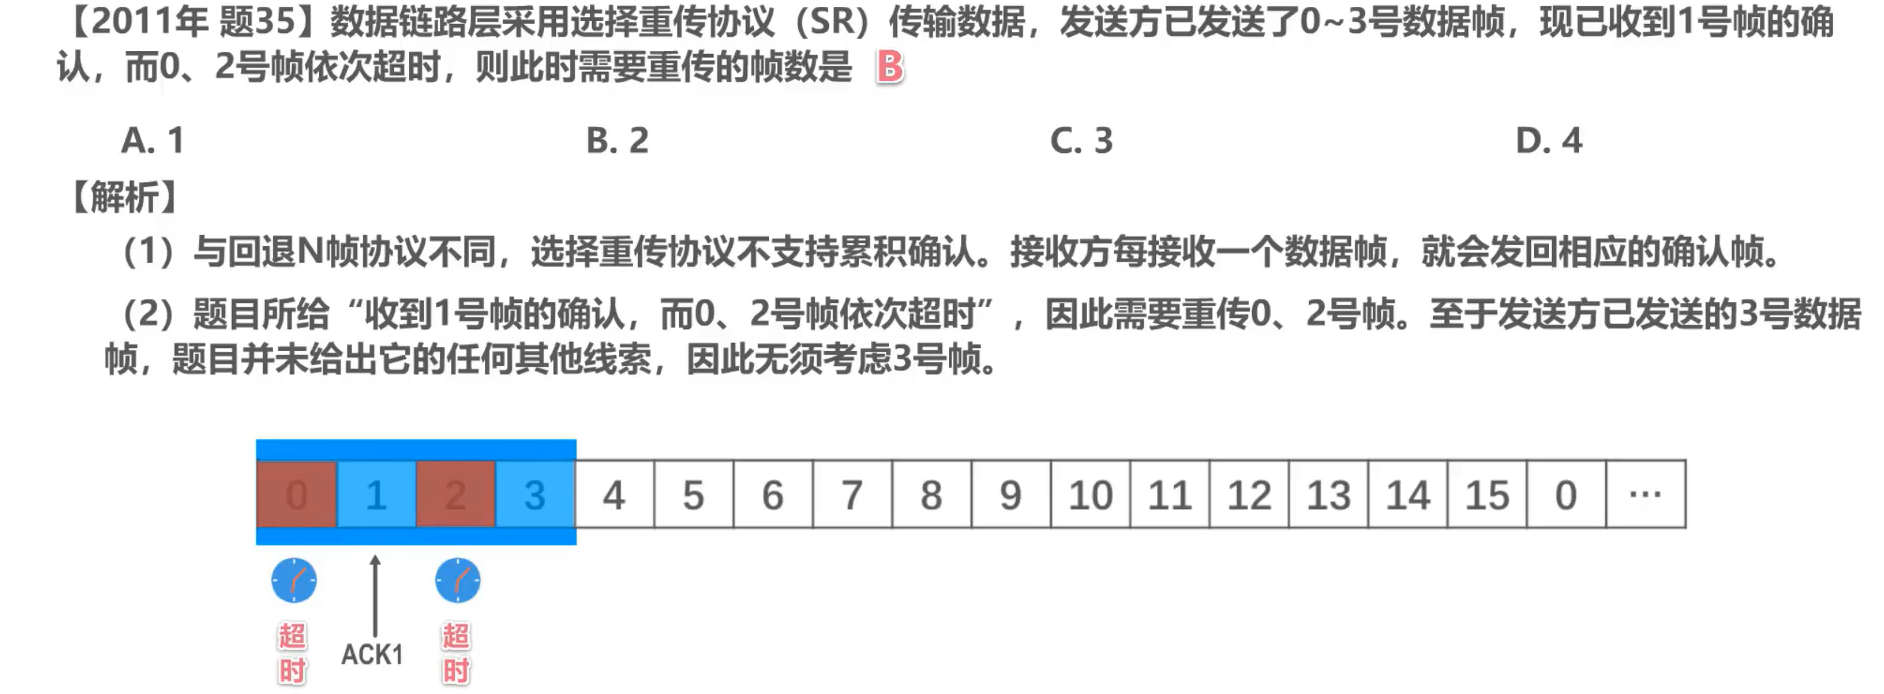 【2011年 题35】数据链路层采用选择重传协议（SR）传输数据，发送方已发送了0~3号数据帧，现已收到1号帧的确
认，而0、2号帧依次超时，则此时需要重传的帧数是 B
A. 1 B. 2 C. 3 D. 4
【解析】
（1）与回退N帧协议不同，选择重传协议不支持累积确认。接收方每接收一个数据帧，就会发回相应的确认帧。
（2）题目所给“收到1号帧的确认，而0、2号帧依次超时”，因此需要重传0、2号帧。至于发送方已发送的3号数据
帧，题目并未给出它的任何其他线索，因此无须考虑3号帧。
0 1 2 3 4 5 6 7 8 9 10 11 12 13 14 15 0 ···
超时 ACK1 超时